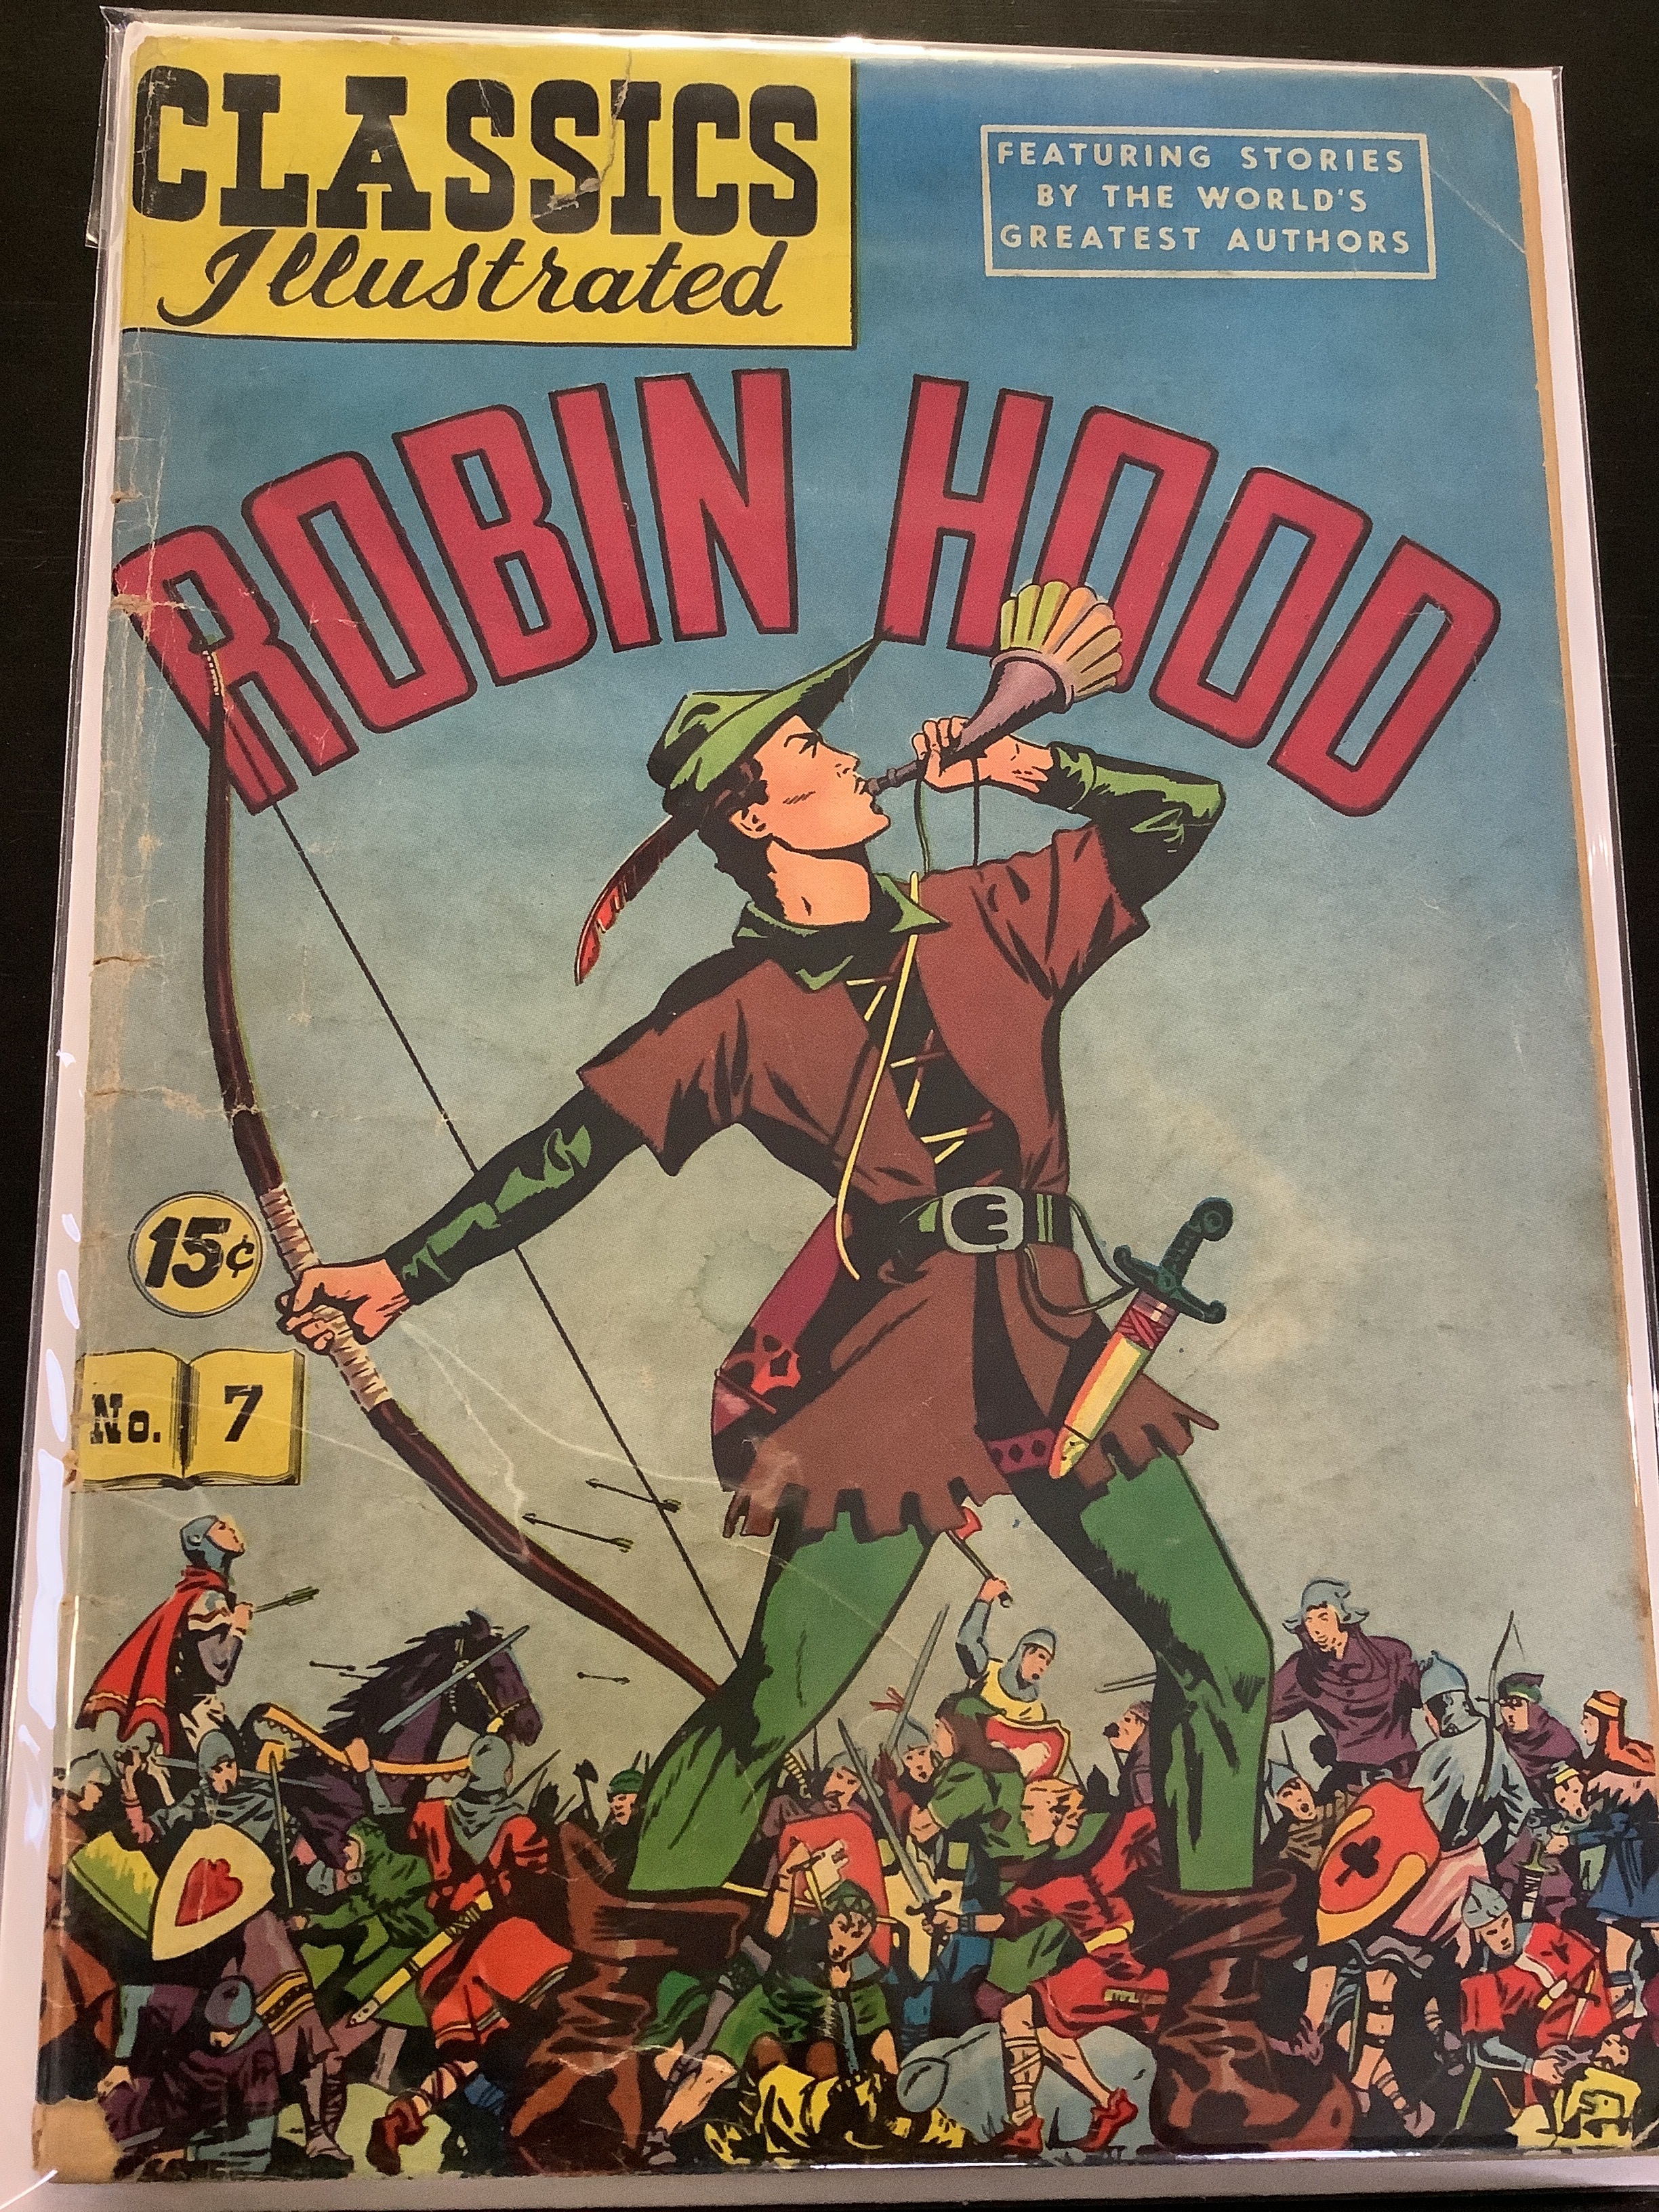 CLASSICS
Illustrated
FEATURING STORIES
BY THE WORLD'S
GREATEST AUTHORS
ROBIN HOOD
15¢
No. 7